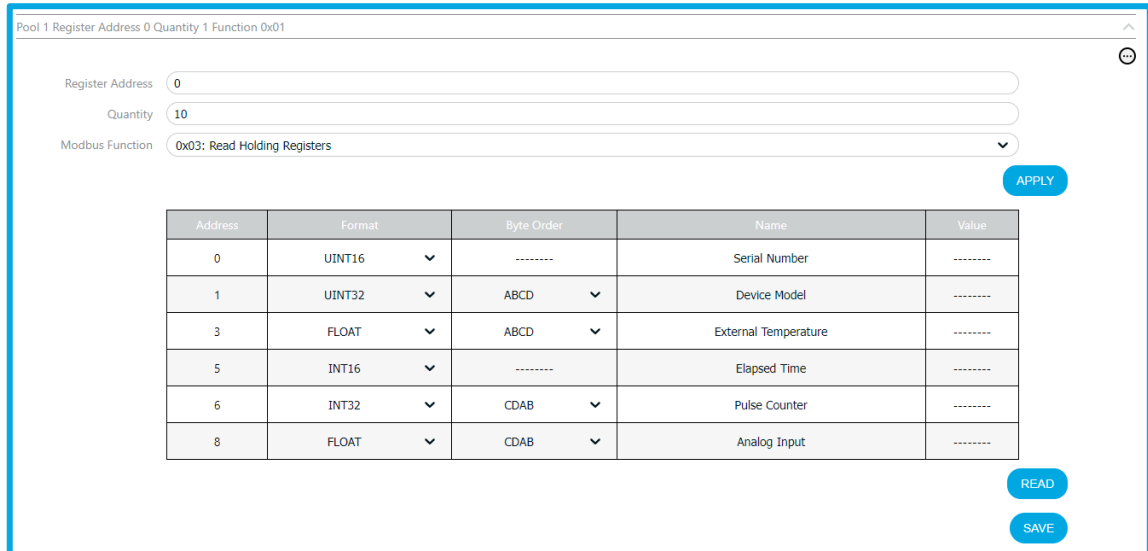 Pool 1 Register Address 0 Quantity 1 Function 0x01
Register Address 0
Quantity 10
Modbus Function 0x03: Read Holding Registers
APPLY
Address Format Byte Order Name Value
0 UINT16 -------- Serial Number --------
1 UINT32 ABCD Device Model --------
3 FLOAT ABCD External Temperature --------
5 INT16 -------- Elapsed Time --------
6 INT32 CDAB Pulse Counter --------
8 FLOAT CDAB Analog Input --------
READ
SAVE